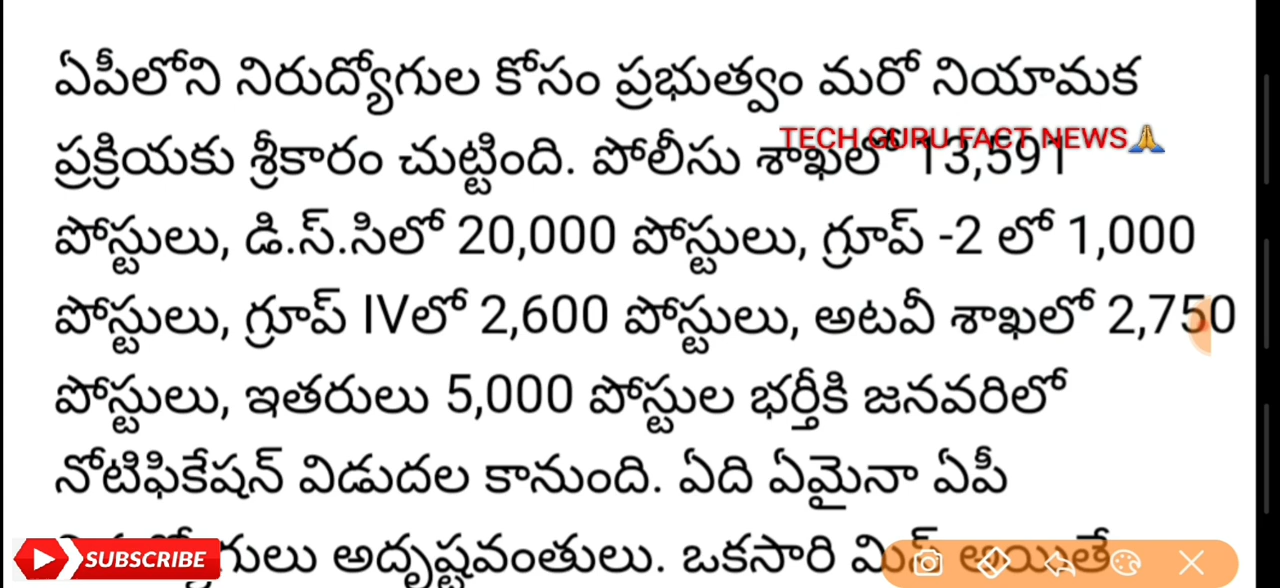 ఏపీలోని నిరుద్యోగుల కోసం ప్రభుత్వం మరో నియామక
TECH GURU FACT NEWS🙏
ప్రక్రియకు శ్రీకారం చుట్టింది. పోలీసు శాఖలో 13,591
పోస్టులు, డి.స్.సిలో 20,000 పోస్టులు, గ్రూప్ -2 లో 1,000
పోస్టులు, గ్రూప్ IVలో 2,600 పోస్టులు, అటవీ శాఖలో 2,750
పోస్టులు, ఇతరులు 5,000 పోస్టుల భర్తీకి జనవరిలో
నోటిఫికేషన్ విడుదల కానుంది. ఏది ఏమైనా ఏపీ
SUBSCRIBE
అదృష్టవంతులు. ఒకసారి మిస్ అయితే